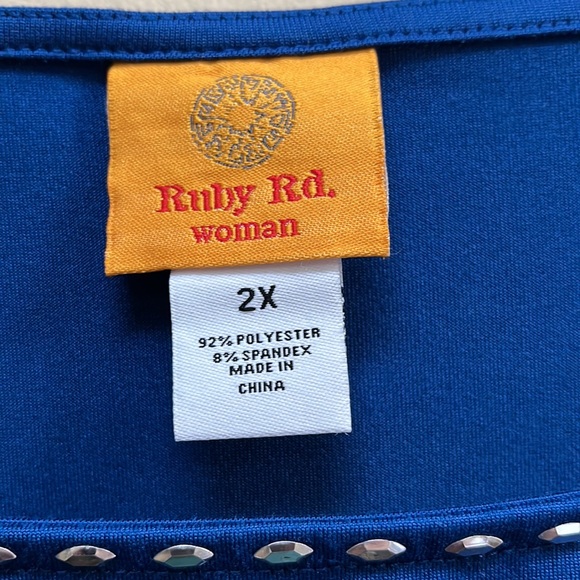 Ruby Rd.
woman
2X
92% POLYESTER
8% SPANDEX
MADE IN
CHINA